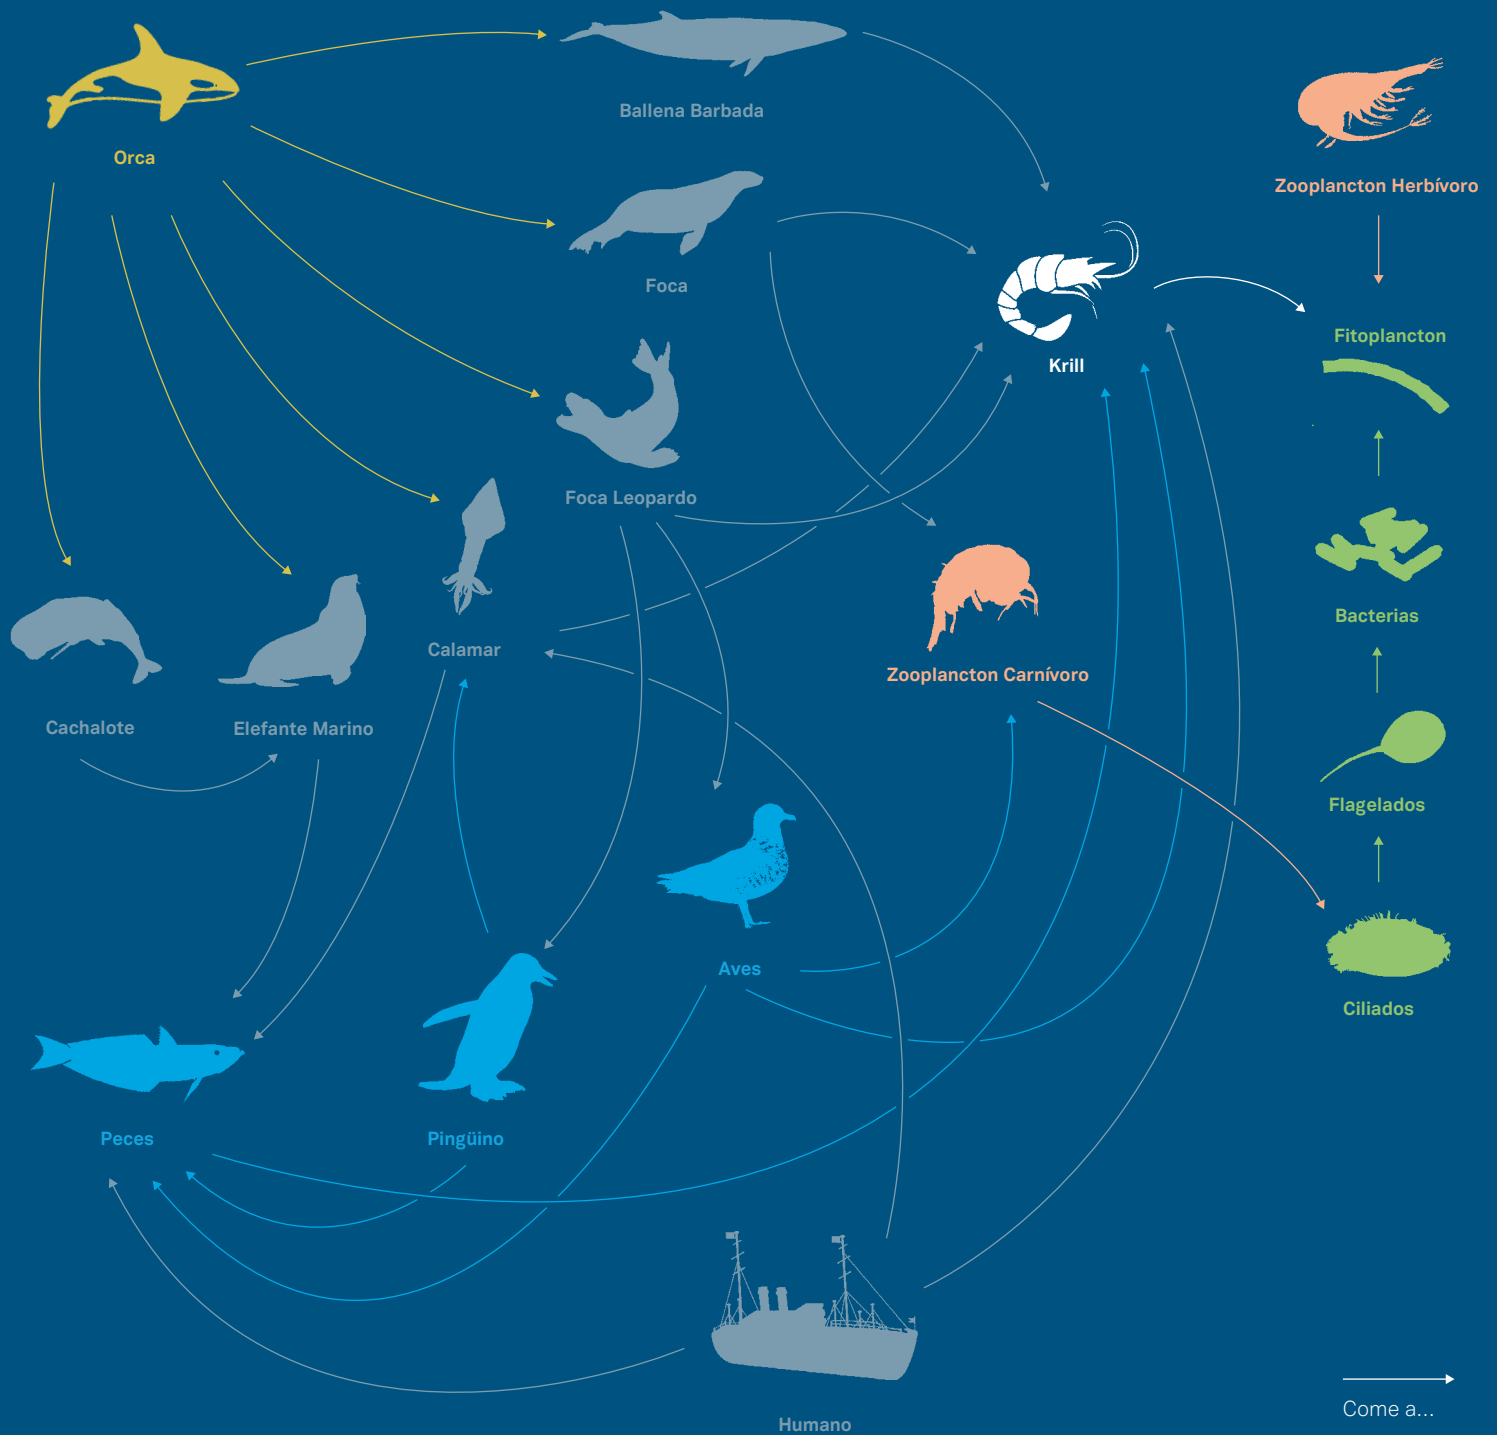 Ballena Barbada
Orca
Zooplancton Herbívoro
Foca
Fitoplancton
Krill
Foca Leopardo
Bacterias
Calamar
Zooplancton Carnívoro
Cachalote
Elefante Marino
Flagelados
Aves
Ciliados
Peces
Pingüino
Come a...
Humano